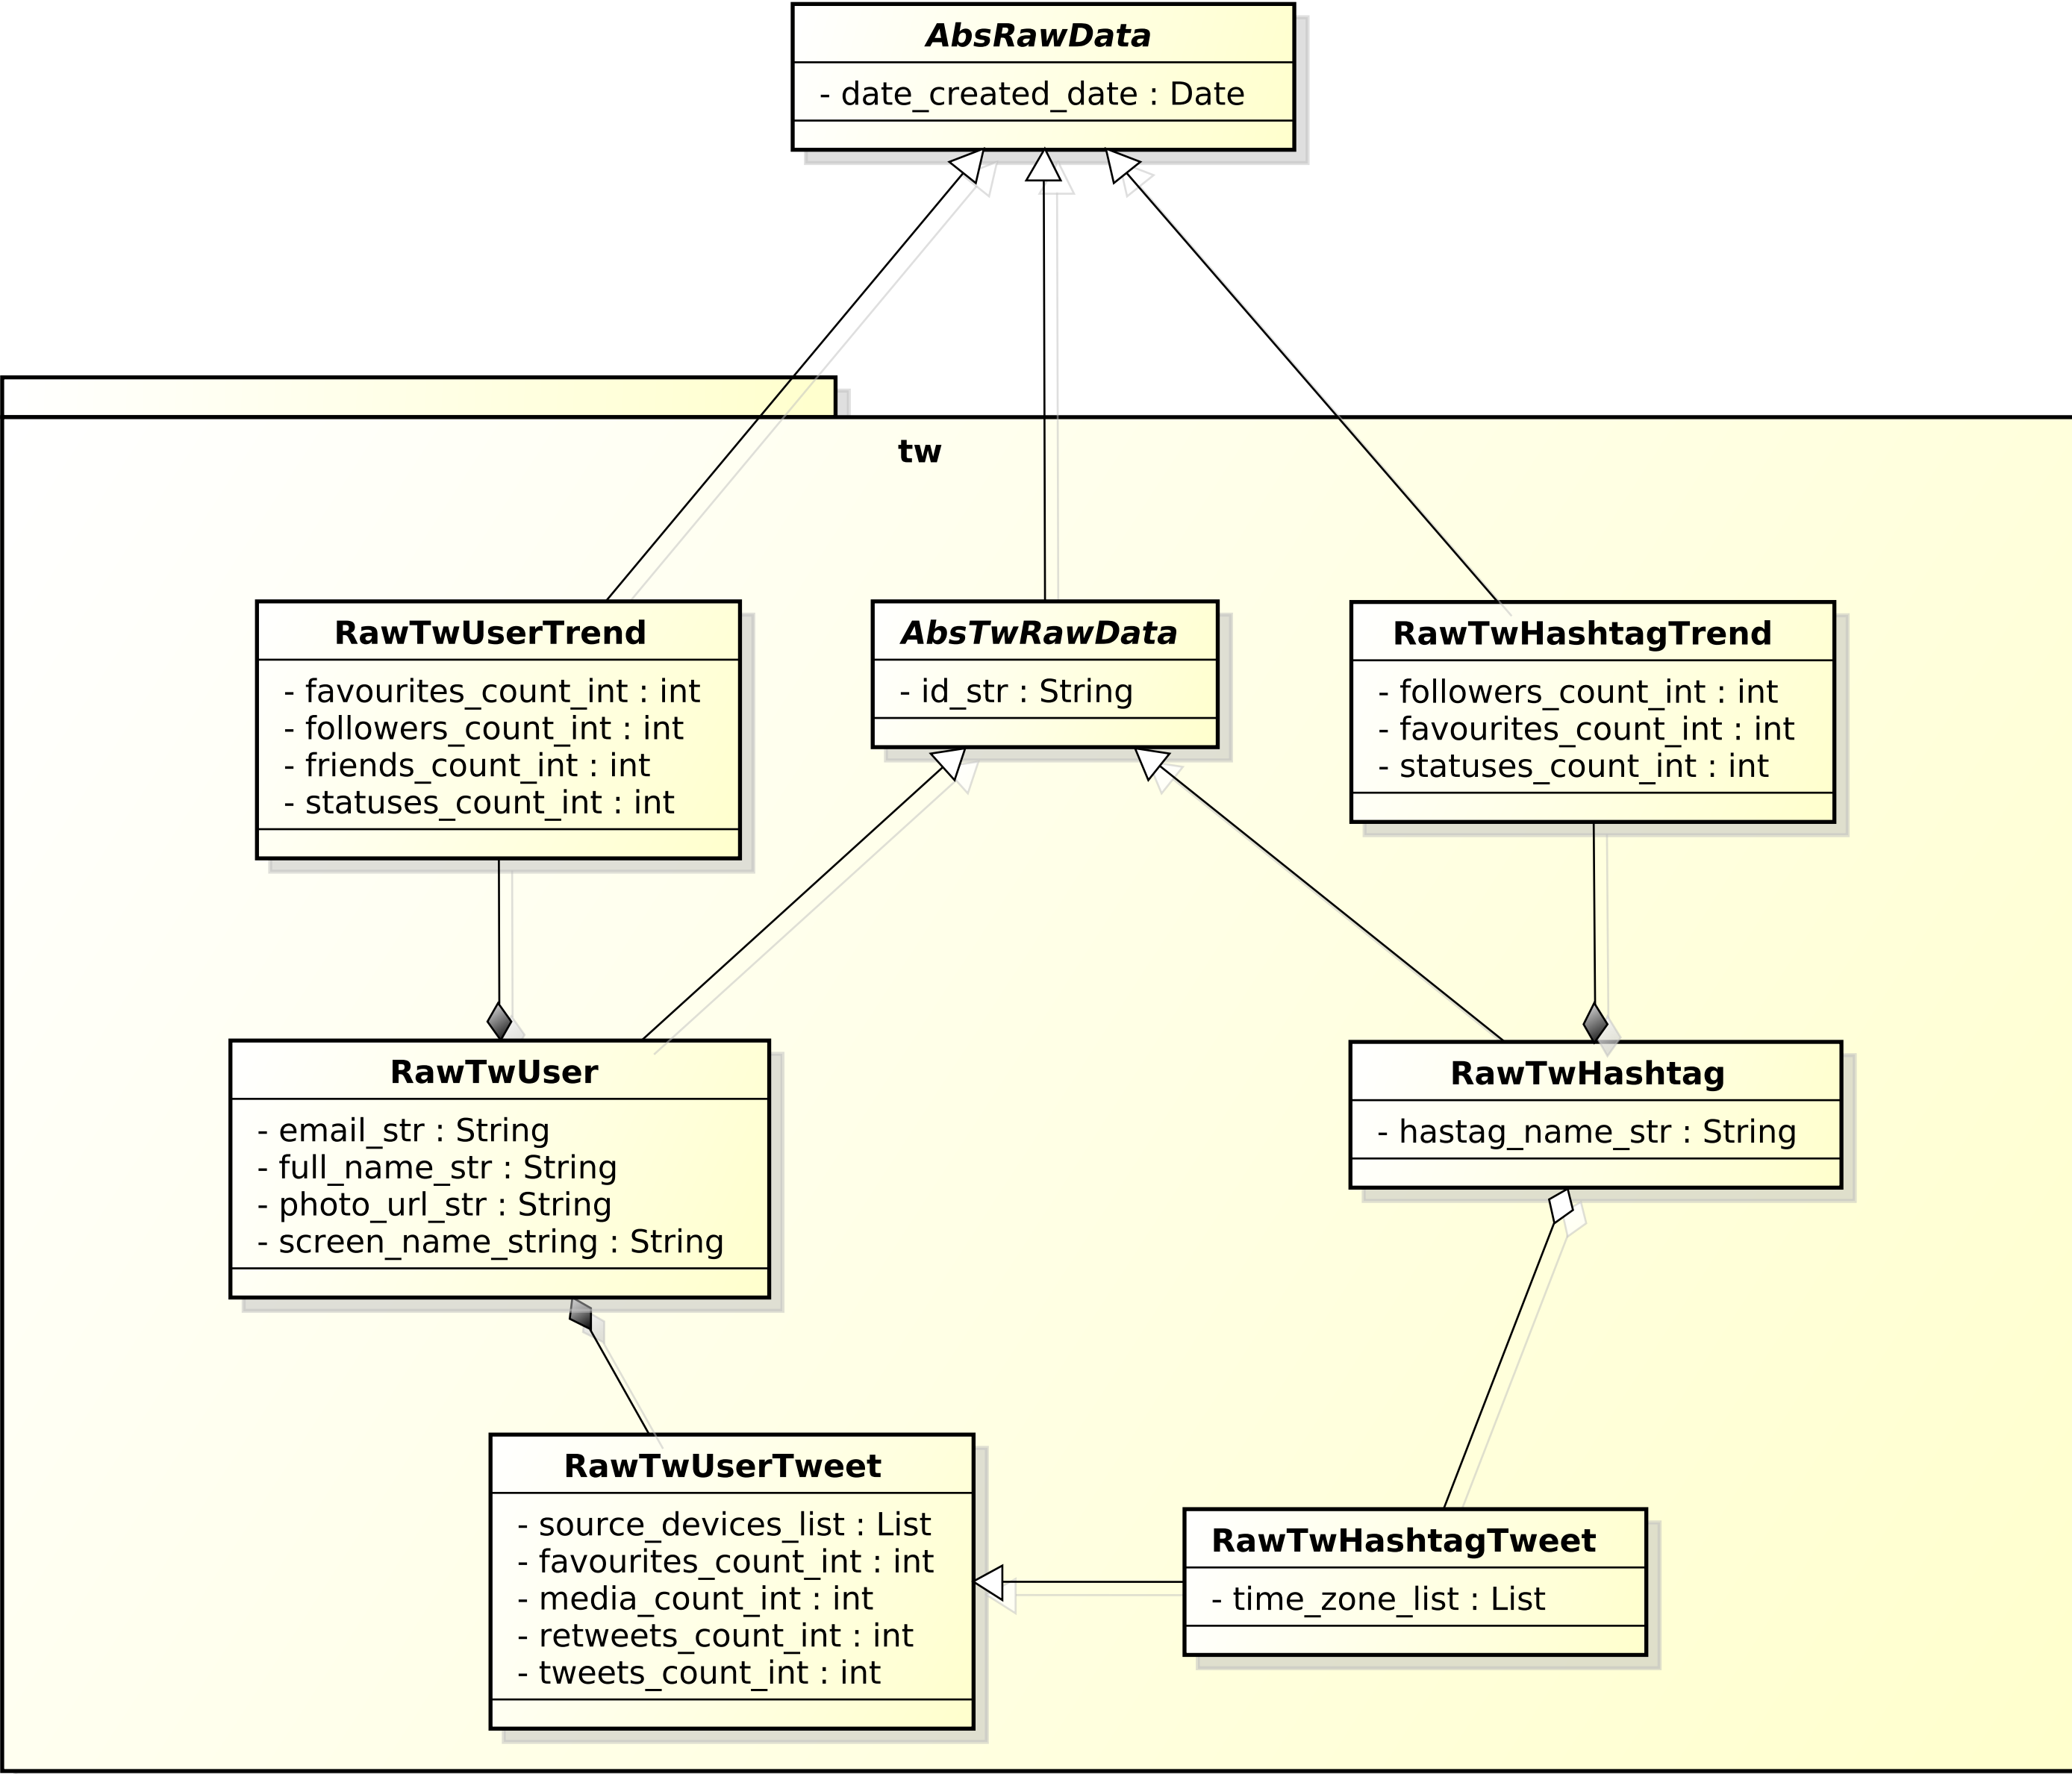 AbsRawData
- date_created_date : Date
tw
RawTwUserTrend
- favourites_count_int : int
- followers_count_int : int
- friends_count_int : int
- statuses_count_int : int
AbsTwRawData
- id_str : String
RawTwHashtagTrend
- followers_count_int : int
- favourites_count_int : int
- statuses_count_int : int
RawTwUser
- email_str : String
- full_name_str : String
- photo_url_str : String
- screen_name_string : String
RawTwHashtag
- hastag_name_str : String
RawTwUserTweet
- source_devices_list : List
- favourites_count_int : int
- media_count_int : int
- retweets_count_int : int
- tweets_count_int : int
RawTwHashtagTweet
- time_zone_list : List